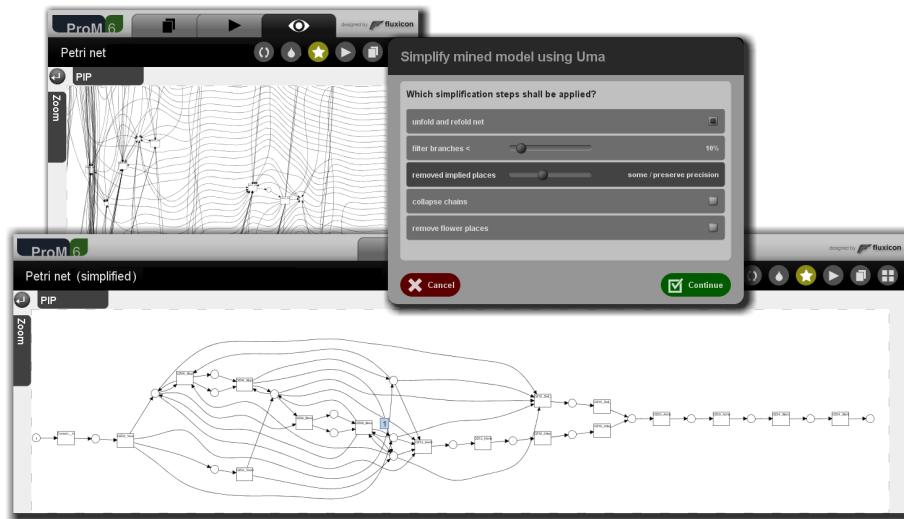 ProM 6
designed by fluxicon
Petri net
PIP
Zoom
Simplify mined model using Uma
Which simplification steps shall be applied?
unfold and refold net
filter branches < 10%
removed implied places some / preserve precision
collapse chains
remove flower places
Cancel Continue
ProM 6
designed by fluxicon
Petri net (simplified)
PIP
Zoom
1